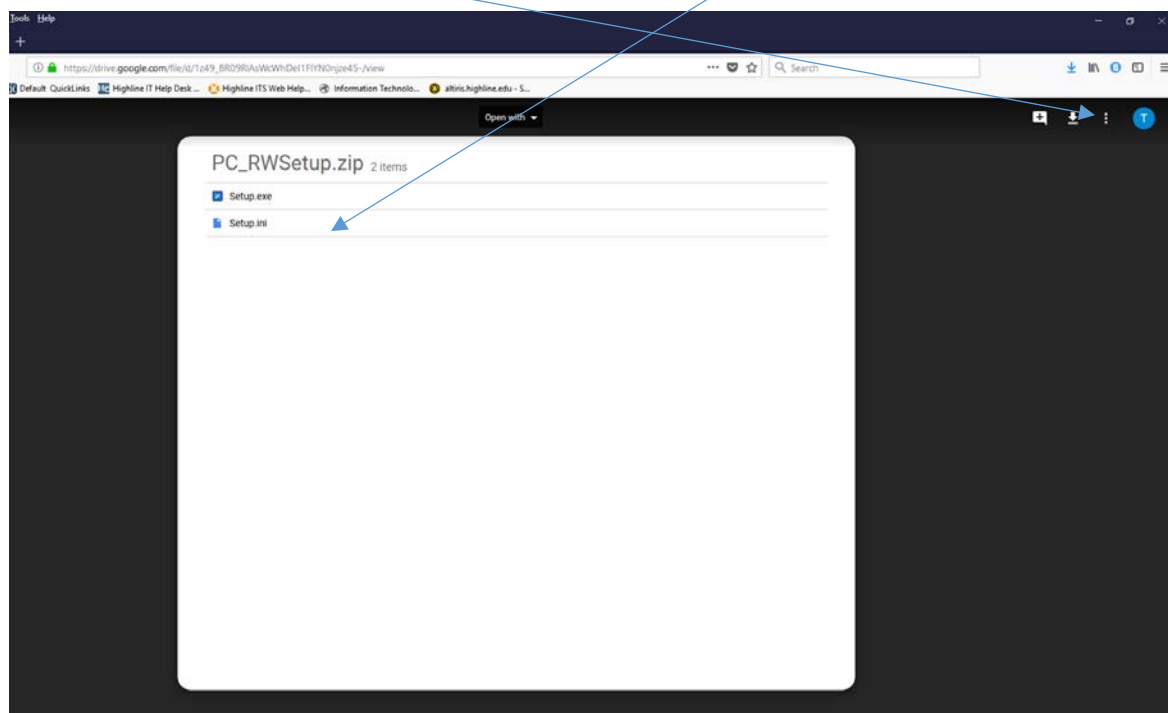 Tools Help
+
https://drive.google.com/file/d/ /view
... Search
Default QuickLinks Highline IT Help Desk ... Highline ITS Web Help... Information Technolo... altiris.highline.edu - S...
Open with
T
PC_RWSetup.zip 2 items
Setup.exe
Setup.ini